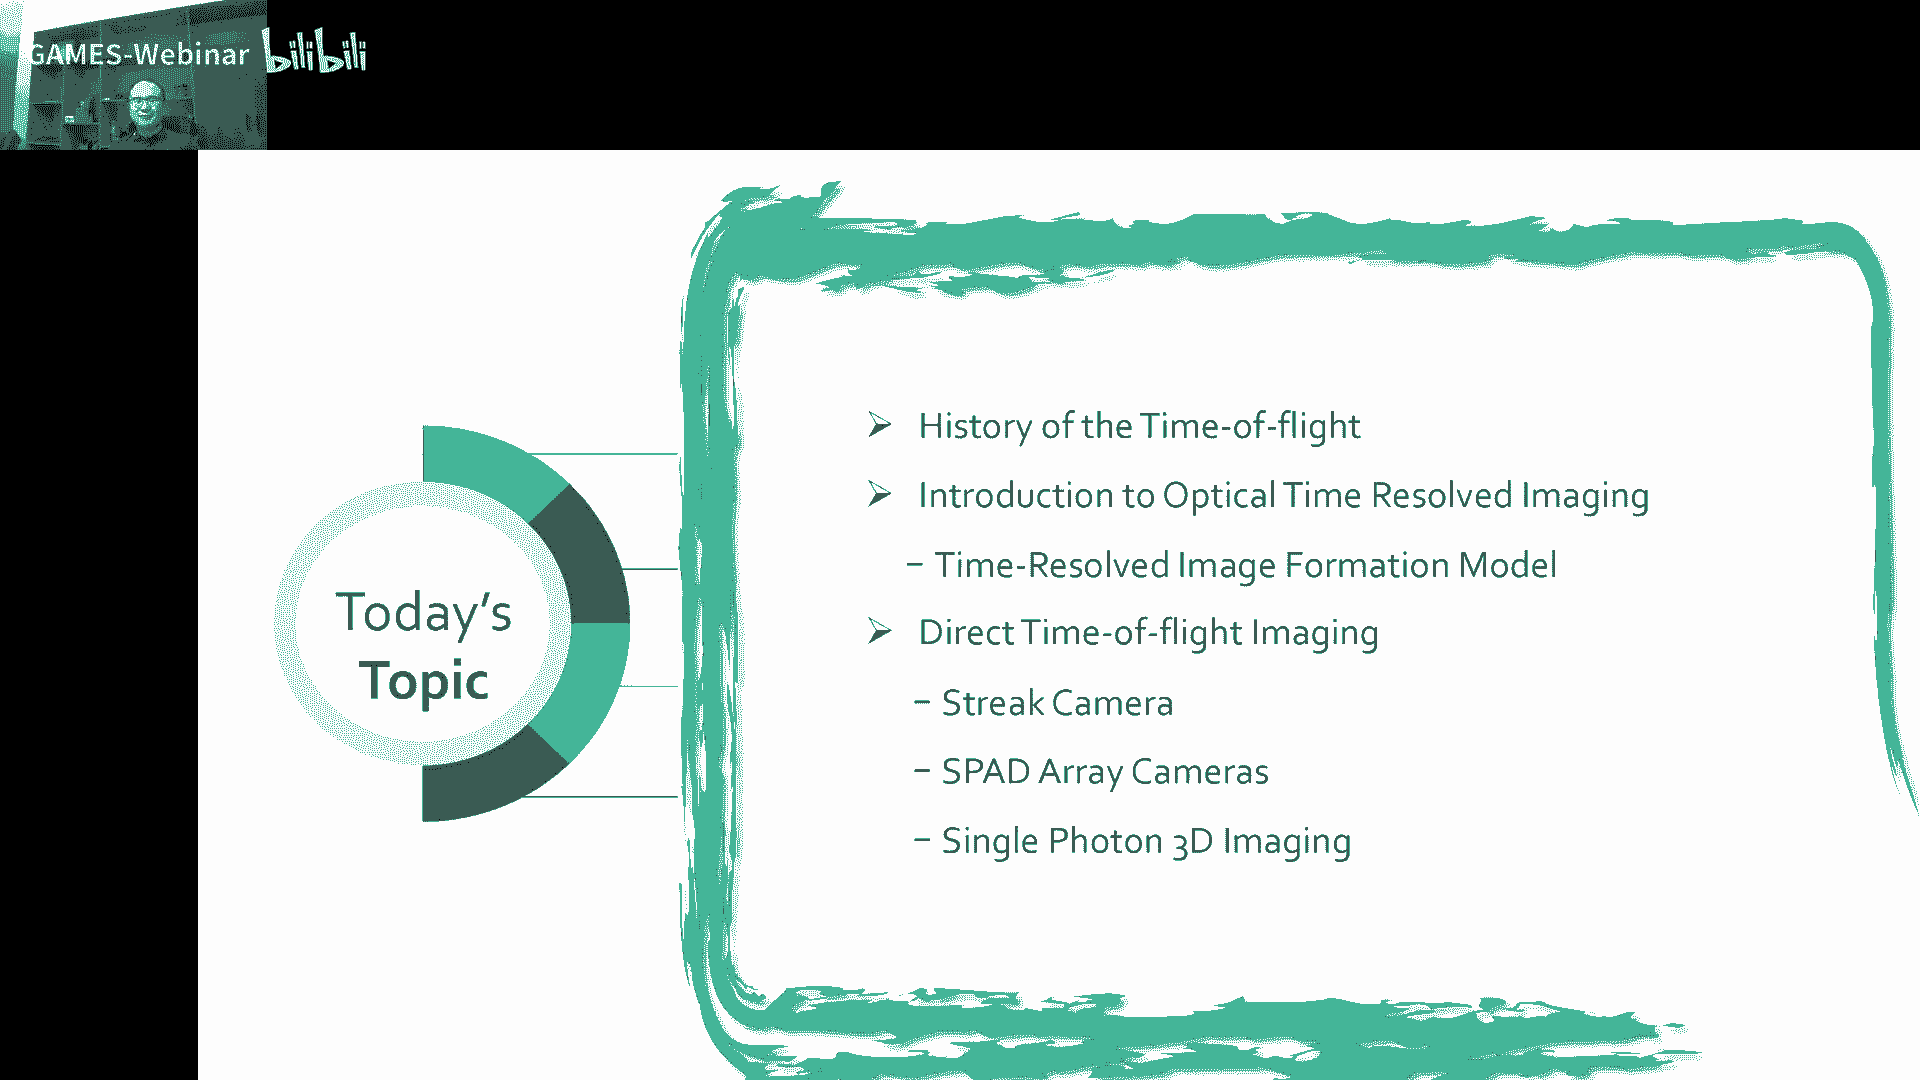 GAMES-Webinar bilibili
Today's
Topic
➢ History of the Time-of-flight
➢ Introduction to Optical Time Resolved Imaging
– Time-Resolved Image Formation Model
➢ Direct Time-of-flight Imaging
– Streak Camera
– SPAD Array Cameras
– Single Photon 3D Imaging